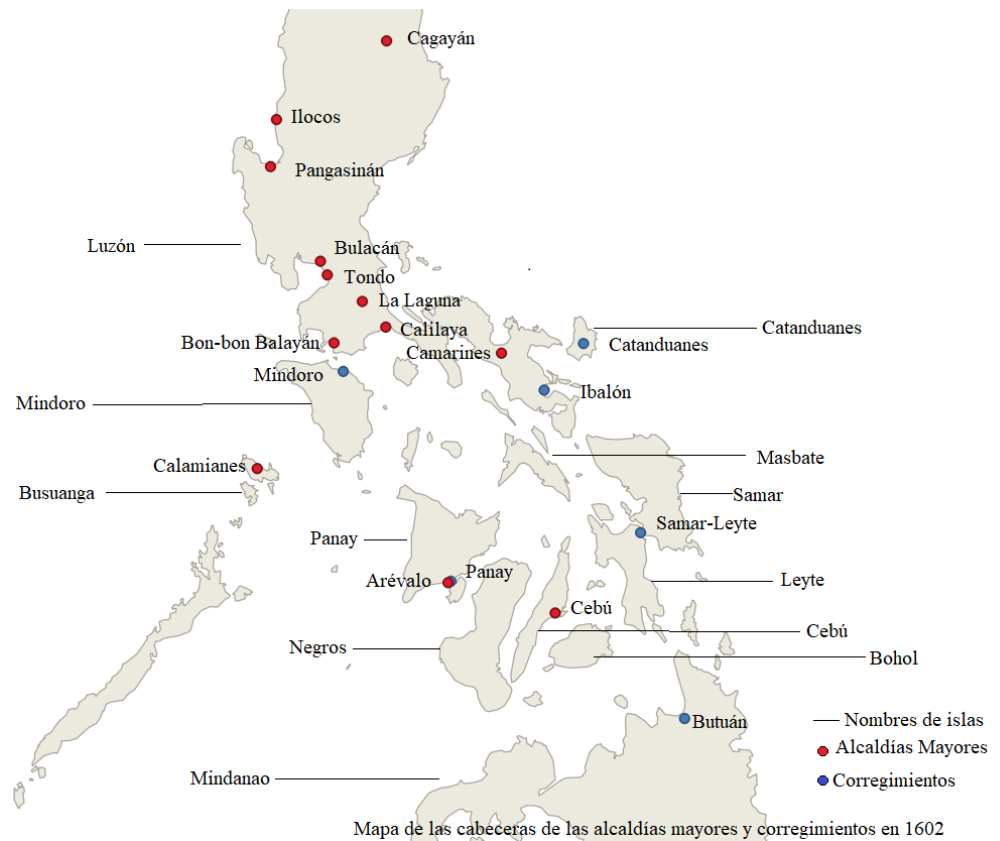 Cagayán
Ilocos
Pangasinán
Luzón
Bulacán
Tondo
La Laguna
Calilaya
Catanduanes
Bon-bon Balayán
Camarines
Catanduanes
Mindoro
Ibalón
Mindoro
Masbate
Calamianes
Busuanga
Samar
Samar-Leyte
Panay
Arévalo
Panay
Leyte
Cebú
Cebú
Negros
Bohol
Butuán
Nombres de islas
Alcaldías Mayores
Mindanao
Corregimientos
Mapa de las cabeceras de las alcaldías mayores y corregimientos en 1602